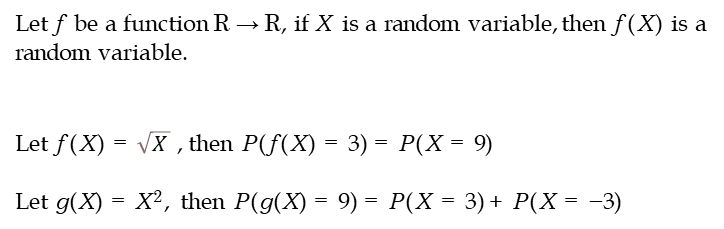 Let f be a function R → R, if X is a random variable, then f(X) is a
random variable.
Let f(X) = √X , then P(f(X) = 3) = P(X = 9)
Let g(X) = X², then P(g(X) = 9) = P(X = 3) + P(X = −3)